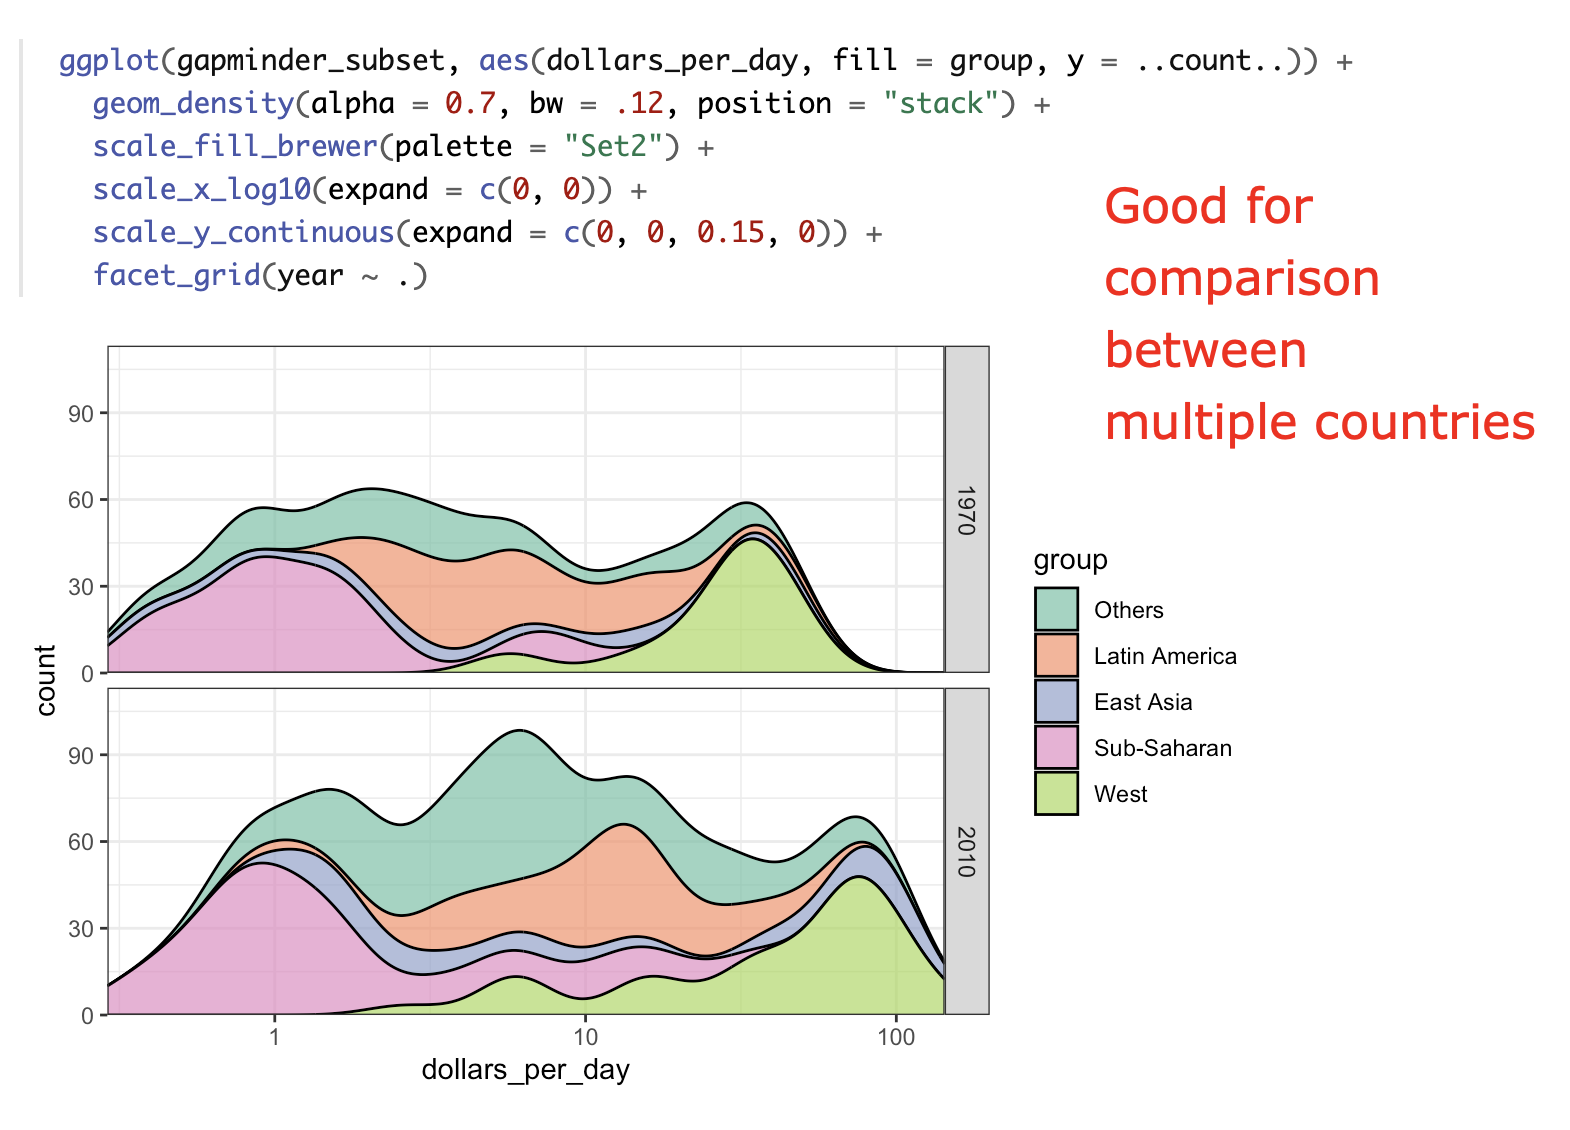 ggplot(gapminder_subset, aes(dollars_per_day, fill = group, y = ..count..)) +
  geom_density(alpha = 0.7, bw = .12, position = "stack") +
  scale_fill_brewer(palette = "Set2") +
  scale_x_log10(expand = c(0, 0)) +
  scale_y_continuous(expand = c(0, 0, 0.15, 0)) +
  facet_grid(year ~ .)
Good for
comparison
between
multiple countries
90
60
30
0
1970
count
90
60
30
0
2010
1 10 100
dollars_per_day
group
Others
Latin America
East Asia
Sub-Saharan
West